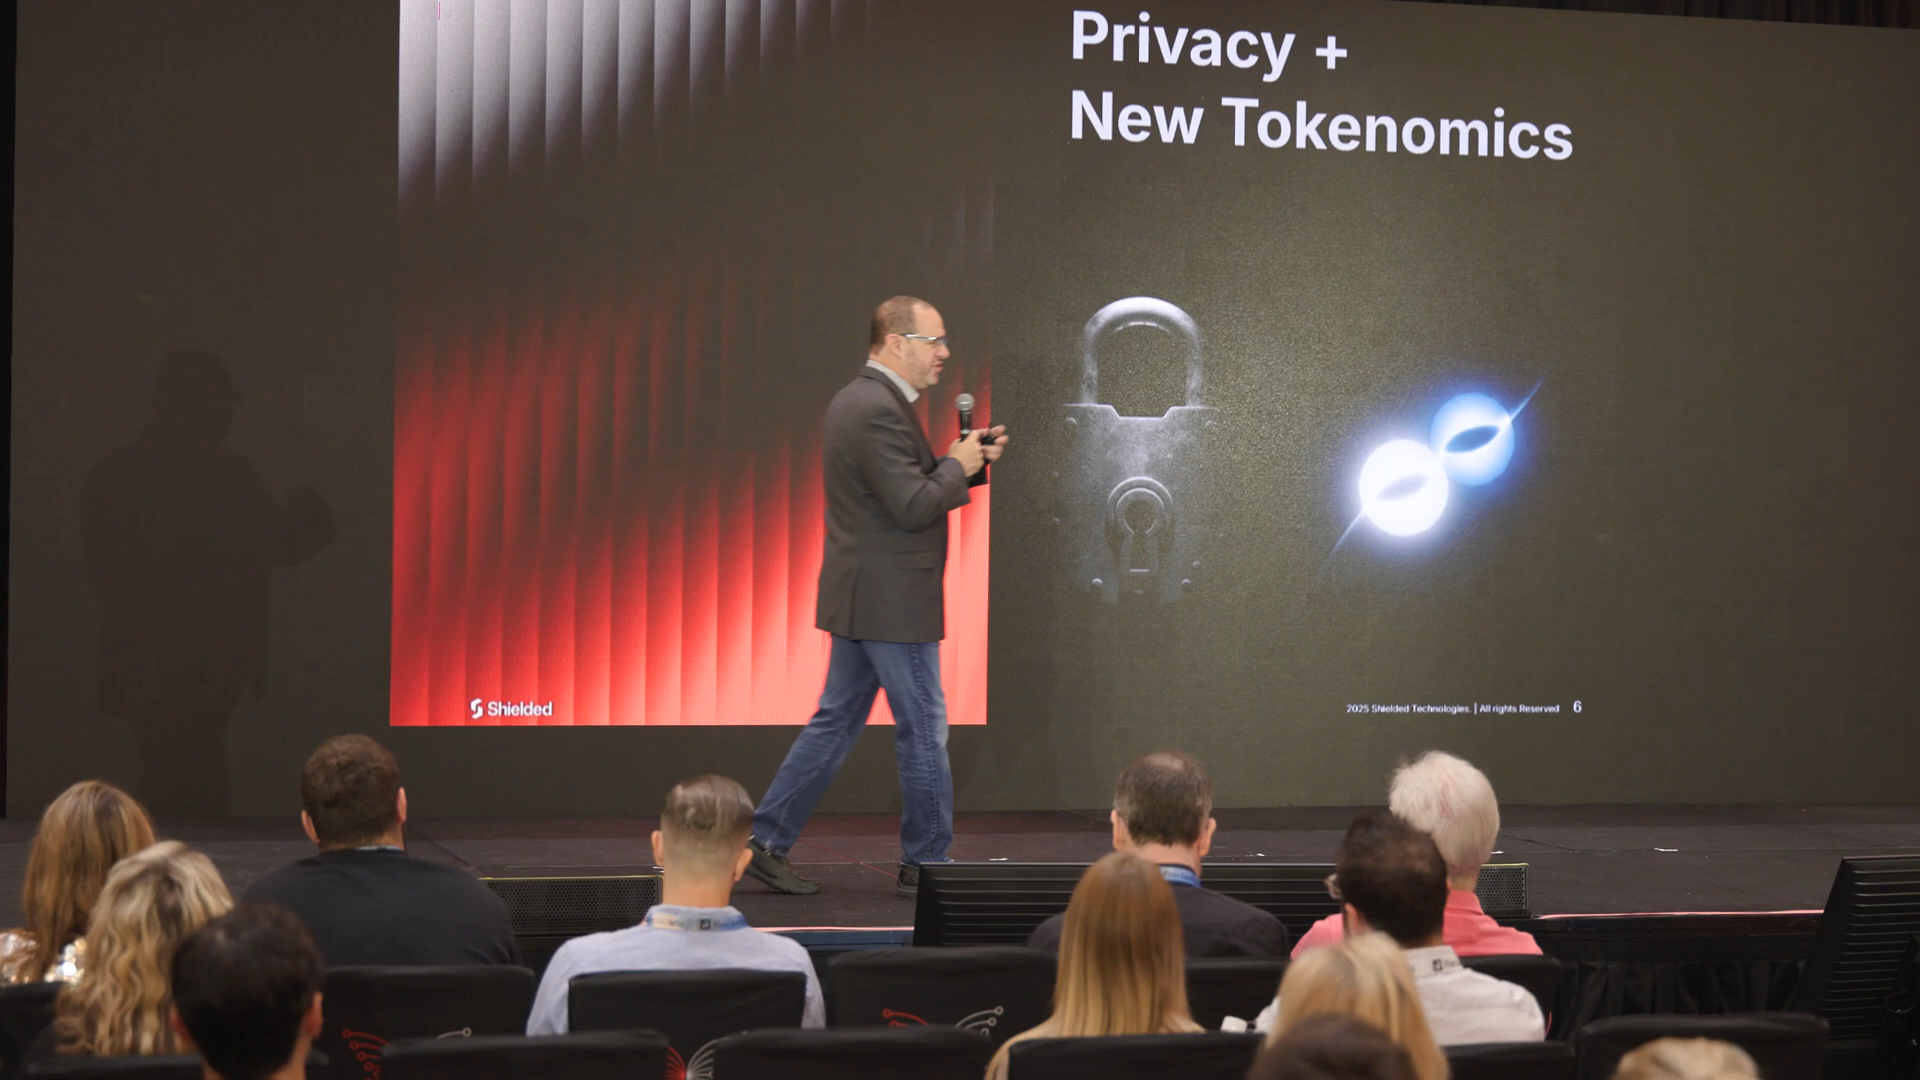 Privacy +
New Tokenomics
Shielded
2025 Shielded Technologies. | All rights Reserved 6